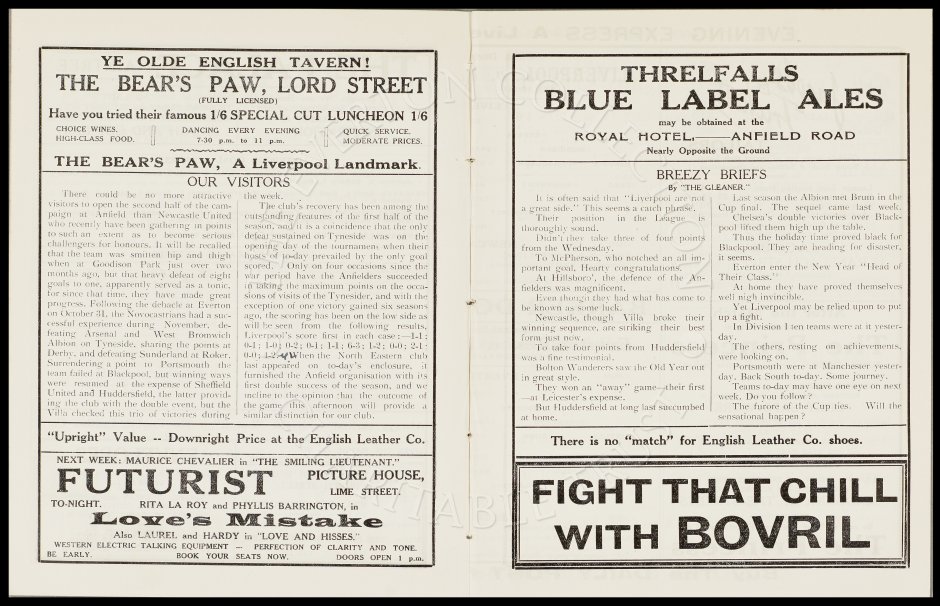 YE OLDE ENGLISH TAVERN!
THE BEAR'S PAW, LORD STREET
(FULLY LICENSED)
Have you tried their famous 1/6 SPECIAL CUT LUNCHEON 1/6
CHOICE WINES.
HIGH-CLASS FOOD.
DANCING EVERY EVENING
7-30 p.m. to 11 p.m.
QUICK SERVICE.
MODERATE PRICES.
THE BEAR'S PAW, A Liverpool Landmark.
OUR VISITORS
There could be no more attractive
visitors to open the second half of the cam-
paign at Anfield than Newcastle United
who recently have been gathering in points
to such an extent as to become serious
challengers for honours. It will be recalled
that the team was smitten hip and thigh
when at Goodison Park just over two
months ago, but that heavy defeat of eight
goals to one, apparently served as a tonic,
for since that time, they have made great
progress. Following the debacle at Everton
on October 31, the Novocastrians had a suc-
cessful experience during November, de-
feating Arsenal and West Bromwich
Albion on Tyneside, sharing the points at
Derby, and defeating Sunderland at Roker.
Surrendering a point to Portsmouth the
team failed at Blackpool, but winning ways
were resumed at the expense of Sheffield
United and Huddersfield, the latter provid-
ing the club with the double event, but the
Villa checked this trio of victories during
the week.
The club's recovery has been among the
outstanding features of the first half of the
season, and it is a coincidence that the only
defeat sustained on Tyneside was on the
opening day of the tournament when their
hosts of to-day prevailed by the only goal
scored. Only on four occasions since the
war period have the Anfielders succeeded
in taking the maximum points on the occa-
sions of visits of the Tynesider, and with the
exception of one victory gained six seasons
ago, the scoring has been on the low side as
will be seen from the following results,
Liverpool's score first in each case:—1-1;
0-1; 1-0; 0-2; 0-1; 1-1; 6-3; 1-2; 0-0; 2-1;
0-0; When the North Eastern club
last appeared on to-day's enclosure, it
furnished the Anfield organisation with its
first double success of the season, and we
incline to the opinion that the outcome of
the game this afternoon will provide a
similar distinction for our club.
"Upright" Value -- Downright Price at the English Leather Co.
NEXT WEEK: MAURICE CHEVALIER in "THE SMILING LIEUTENANT."
FUTURIST PICTURE HOUSE,
LIME STREET.
TO-NIGHT. RITA LA ROY and PHYLLIS BARRINGTON, in
Love's Mistake
Also LAUREL and HARDY in "LOVE AND HISSES."
WESTERN ELECTRIC TALKING EQUIPMENT — PERFECTION OF CLARITY AND TONE.
BE EARLY. BOOK YOUR SEATS NOW. DOORS OPEN 1 p.m.
THRELFALLS
BLUE LABEL ALES
may be obtained at the
ROYAL HOTEL,——ANFIELD ROAD
Nearly Opposite the Ground
BREEZY BRIEFS
By "THE GLEANER."
It is often said that "Liverpool are not
a great side." This seems a catch phrase.
Their position in the League is
thoroughly sound.
Didn't they take three of four points
from the Wednesday.
To McPherson, who notched an all im-
portant goal, Hearty congratulations.
At Hillsboro', the defence of the An-
fielders was magnificent.
Even though they had what has come to
be known as some luck.
Newcastle, though Villa broke their
winning sequence, are striking their best
form just now.
To take four points from Huddersfield
was a fine testimonial.
Bolton Wanderers saw the Old Year out
in great style.
They won an "away" game—their first
—at Leicester's expense.
But Huddersfield at long last succumbed
at home.
Last season the Albion met Brum in the
Cup final. The sequel came last week.
Chelsea's double victories over Black-
pool lifted them high up the table.
Thus the holiday time proved black for
Blackpool. They are heading for disaster,
it seems.
Everton enter the New Year "Head of
Their Class."
At home they have proved themselves
well nigh invincible.
Yet Liverpool may be relied upon to put
up a fight.
In Division I ten teams were at it yester-
day.
The others, resting on achievements,
were looking on.
Portsmouth were at Manchester yester-
day. Back South to-day. Some journey.
Teams to-day may have one eye on next
week. Do you follow?
The furore of the Cup ties. Will the
sensational happen?
There is no "match" for English Leather Co. shoes.
FIGHT THAT CHILL
WITH BOVRIL